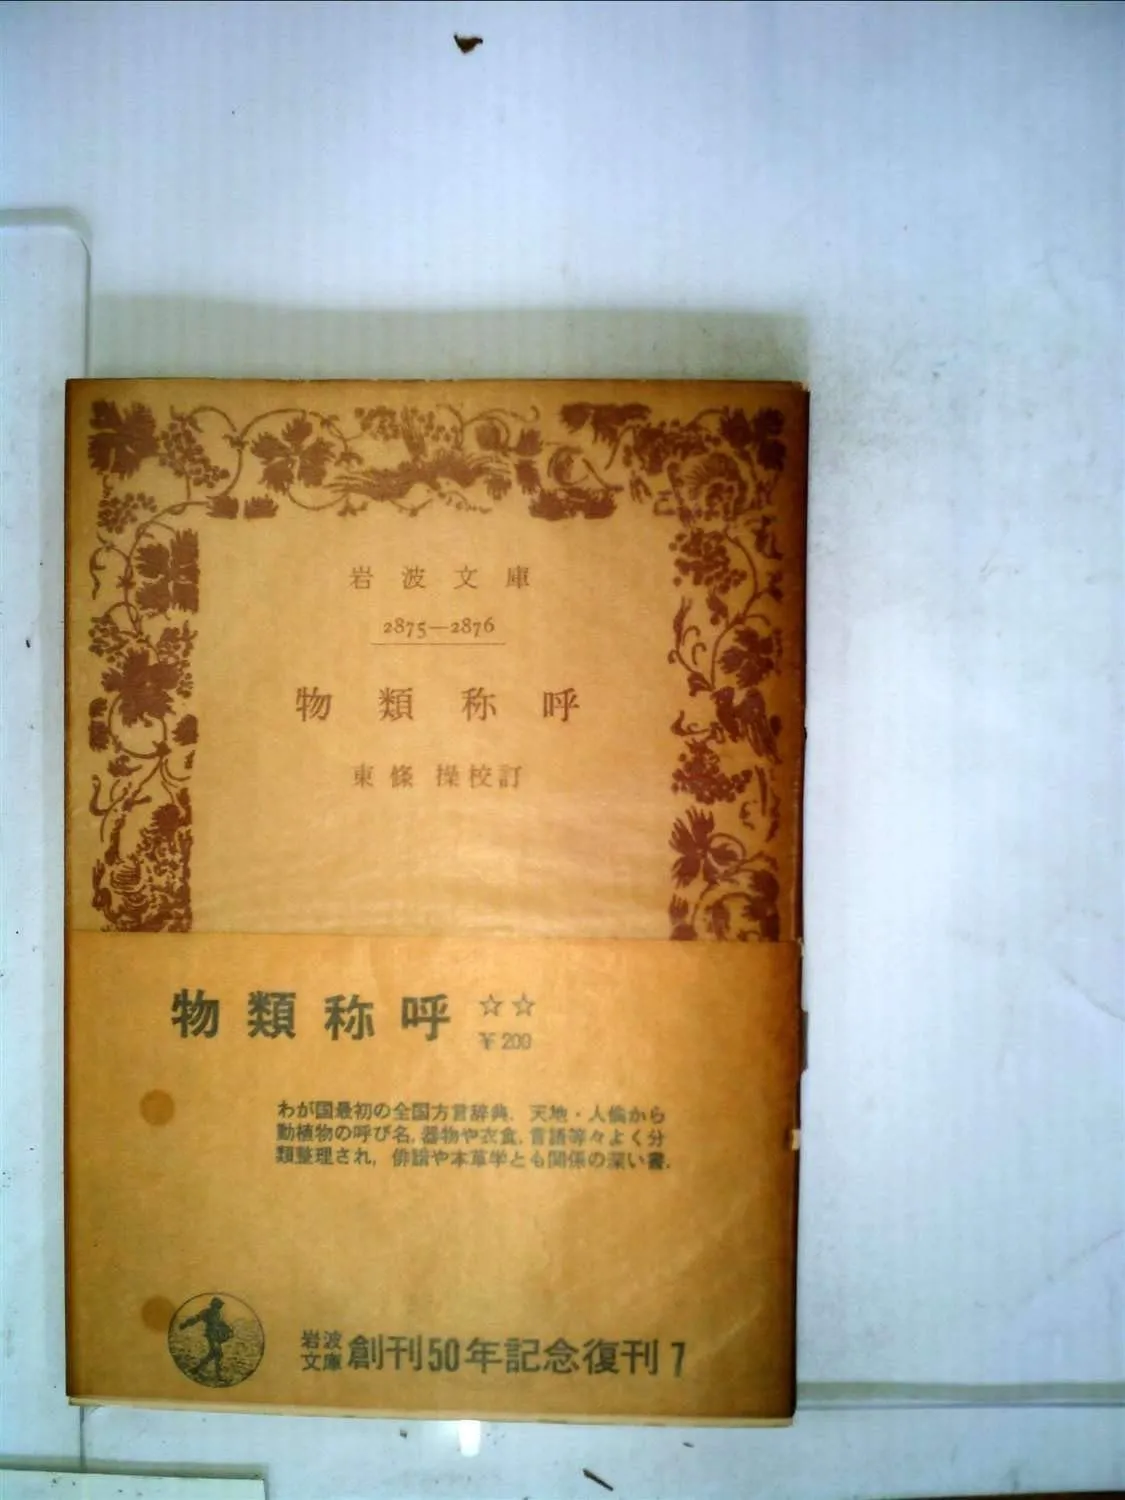 岩波文庫
2875—2876
物類称呼
東條 操校訂
物類称呼 ☆☆
¥200
わが国最初の全国方言辞典．天地・人倫から
動植物の呼び名，器物や衣食，言語等々よく分
類整理され，俳諧や本草学とも関係の深い書．
岩波
文庫 創刊50年記念復刊 7